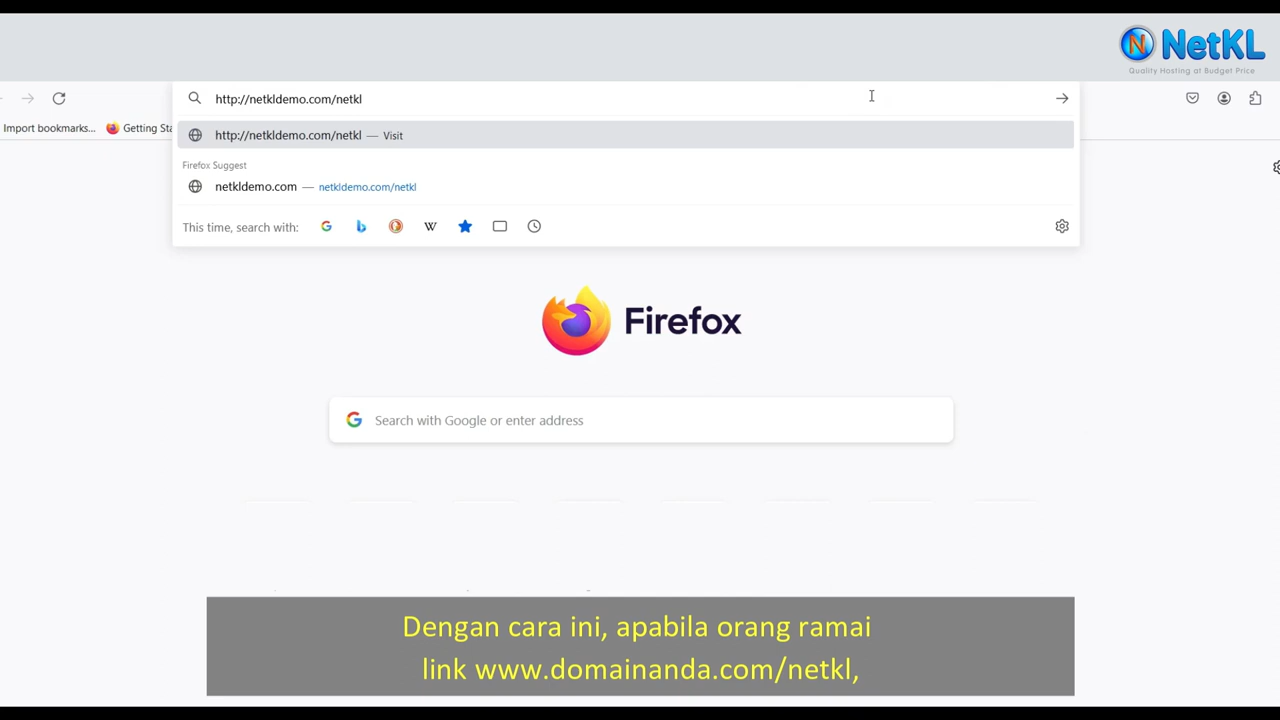 NetKL
Quality Hosting at Budget Price
http://netkldemo.com/netkl
Import bookmarks...
Getting Sta
http://netkldemo.com/netkl — Visit
Firefox Suggest
netkldemo.com — netkldemo.com/netkl
This time, search with:
Firefox
Search with Google or enter address
Dengan cara ini, apabila orang ramai
link www.domainanda.com/netkl,